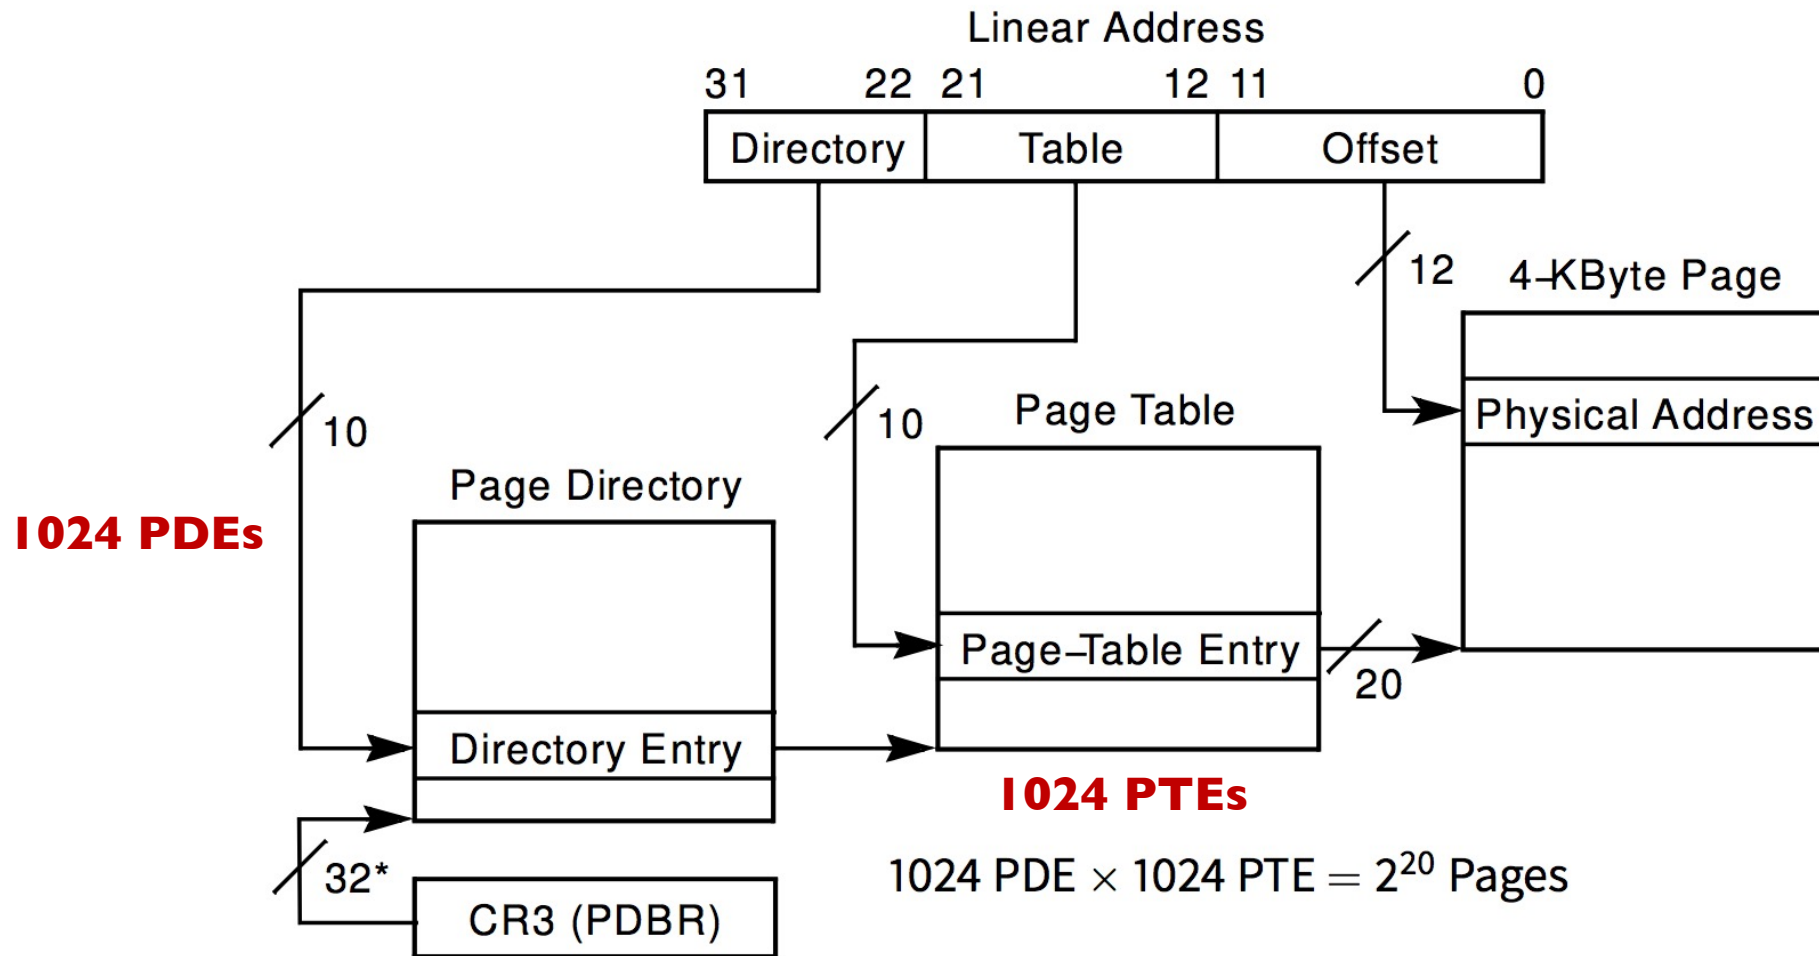 Linear Address
31 22 21 12 11 0
Directory Table Offset
12
4–KByte Page
Physical Address
10
10
Page Table
Page Directory
1024 PDEs
Page–Table Entry
20
Directory Entry
1024 PTEs
32*
1024 PDE × 1024 PTE = 2²⁰ Pages
CR3 (PDBR)